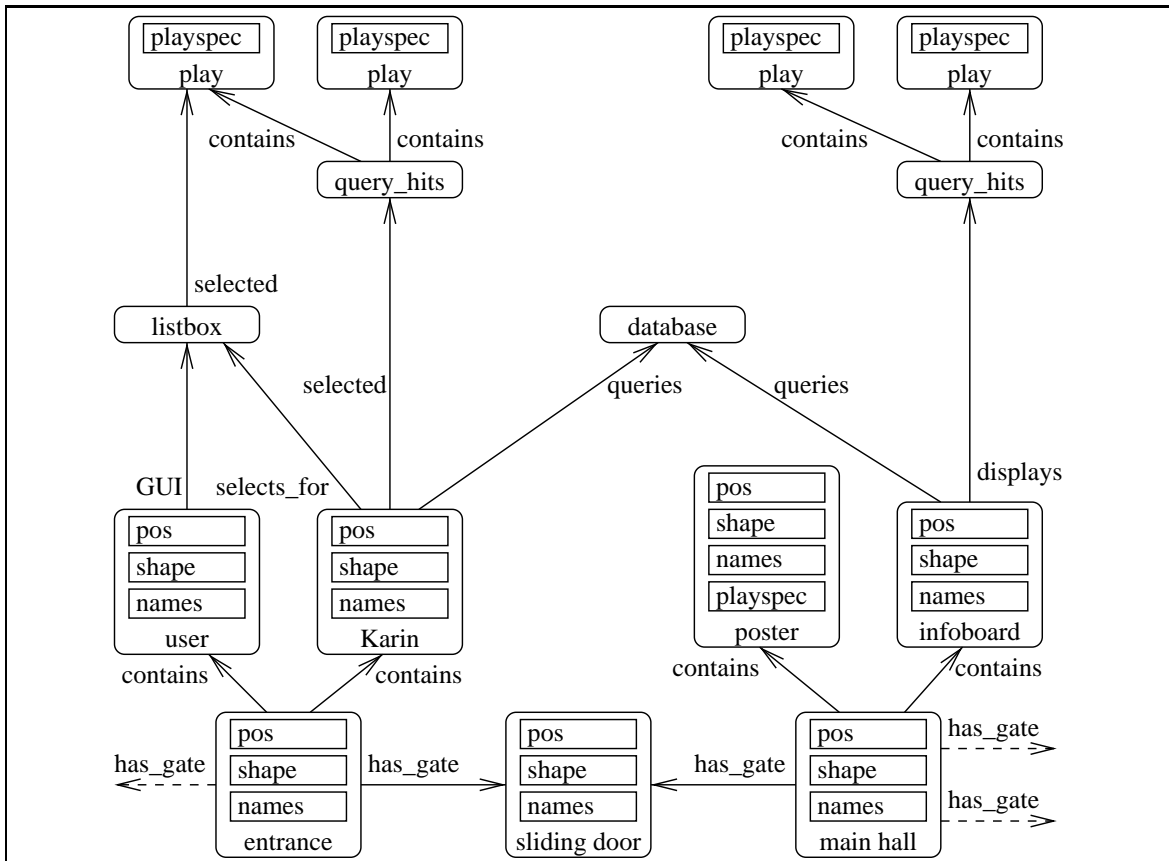 playspec
play
playspec
play
playspec
play
playspec
play
contains
contains
contains
contains
query_hits
query_hits
selected
listbox
database
selected
queries
queries
GUI
selects_for
displays
pos
shape
names
user
pos
shape
names
Karin
pos
shape
names
playspec
poster
pos
shape
names
infoboard
contains
contains
contains
contains
has_gate
pos
shape
names
entrance
has_gate
pos
shape
names
sliding door
has_gate
pos
shape
names
main hall
has_gate
has_gate